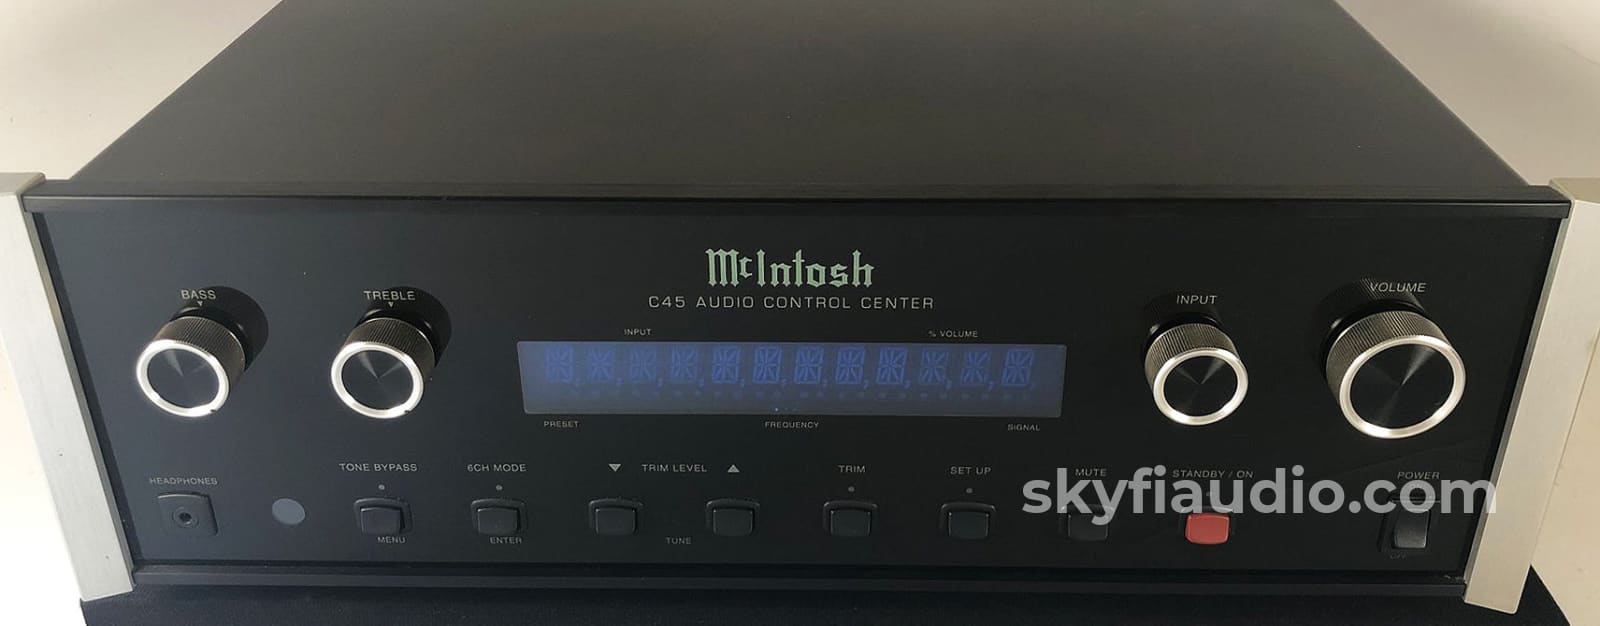 McIntosh
C45 AUDIO CONTROL CENTER
BASS
TREBLE
INPUT
% VOLUME
INPUT
VOLUME
PRESET
FREQUENCY
SIGNAL
HEADPHONES
TONE BYPASS
6CH MODE
▼ TRIM LEVEL ▲
TRIM
SET UP
MUTE
STANDBY / ON
POWER
MENU
ENTER
TUNE
OFF
skyfiaudio.com